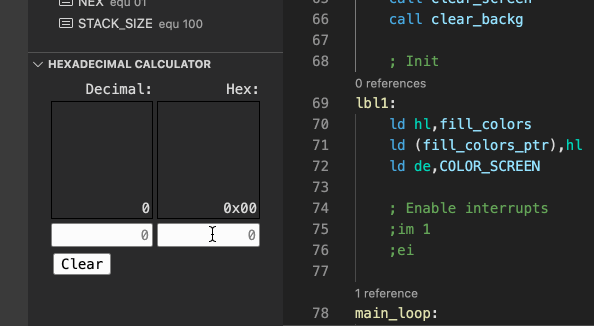 NEX equ 01
STACK_SIZE equ 100
HEXADECIMAL CALCULATOR
Decimal: Hex:
0 0x00
0 0
Clear
65 call clear_screen
66 call clear_backg
67
68 ; Init
0 references
69 lbl1:
70 ld hl,fill_colors
71 ld (fill_colors_ptr),hl
72 ld de,COLOR_SCREEN
73
74 ; Enable interrupts
75 ;im 1
76 ;ei
77
1 reference
78 main_loop: